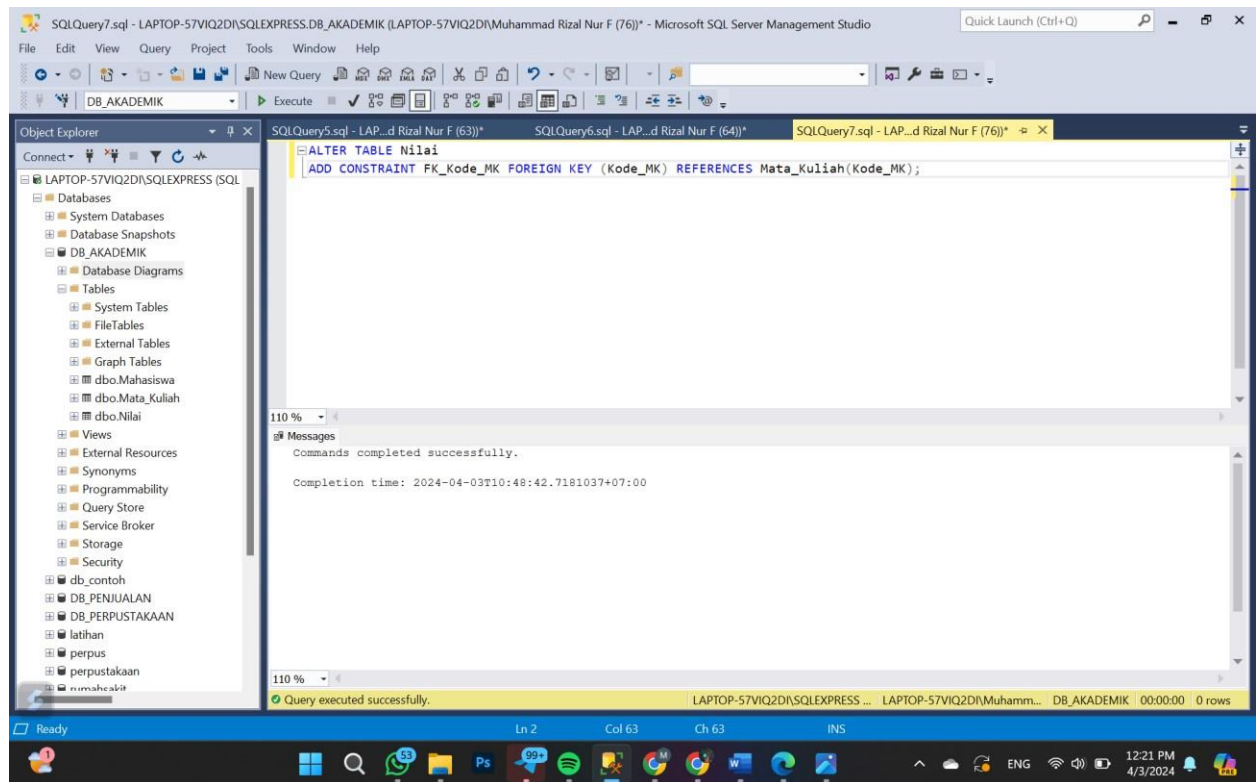 SQLQuery7.sql - LAPTOP-57VIQ2DI\SQLEXPRESS.DB_AKADEMIK (LAPTOP-57VIQ2DI\Muhammad Rizal Nur F (76))* - Microsoft SQL Server Management Studio
Quick Launch (Ctrl+Q)
File Edit View Query Project Tools Window Help
New Query
DB_AKADEMIK
Execute
Object Explorer
SQLQuery5.sql - LAP...d Rizal Nur F (63))* SQLQuery6.sql - LAP...d Rizal Nur F (64))* SQLQuery7.sql - LAP...d Rizal Nur F (76))*
Connect
LAPTOP-57VIQ2DI\SQLEXPRESS (SQL
Databases
System Databases
Database Snapshots
DB_AKADEMIK
Database Diagrams
Tables
System Tables
FileTables
External Tables
Graph Tables
dbo.Mahasiswa
dbo.Mata_Kuliah
dbo.Nilai
Views
External Resources
Synonyms
Programmability
Query Store
Service Broker
Storage
Security
db_contoh
DB_PENJUALAN
DB_PERPUSTAKAAN
latihan
perpus
perpustakaan
rumahsakit
ALTER TABLE Nilai
ADD CONSTRAINT FK_Kode_MK FOREIGN KEY (Kode_MK) REFERENCES Mata_Kuliah(Kode_MK);
110 %
Messages
Commands completed successfully.
Completion time: 2024-04-03T10:48:42.7181037+07:00
110 %
Query executed successfully.
LAPTOP-57VIQ2DI\SQLEXPRESS ... LAPTOP-57VIQ2DI\Muhamm... DB_AKADEMIK 00:00:00 0 rows
Ready Ln 2 Col 63 Ch 63 INS
1
53
Ps
99+
ENG
12:21 PM
4/3/2024